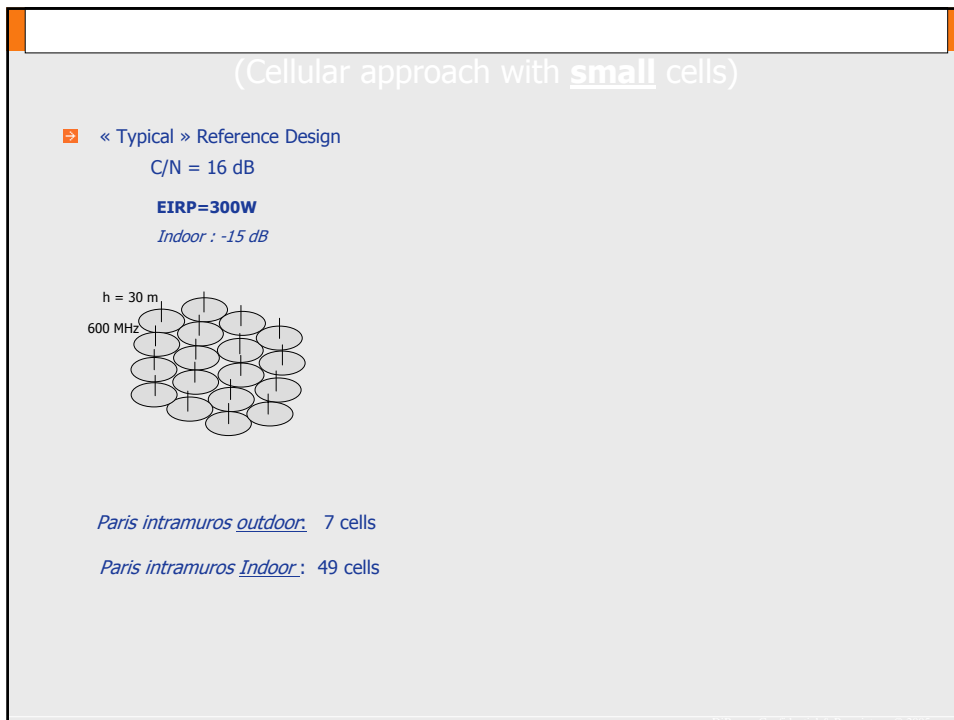 (Cellular approach with small cells)
« Typical » Reference Design
C/N = 16 dB
EIRP=300W
Indoor : -15 dB
h = 30 m
600 MHz
Paris intramuros outdoor: 7 cells
Paris intramuros Indoor : 49 cells